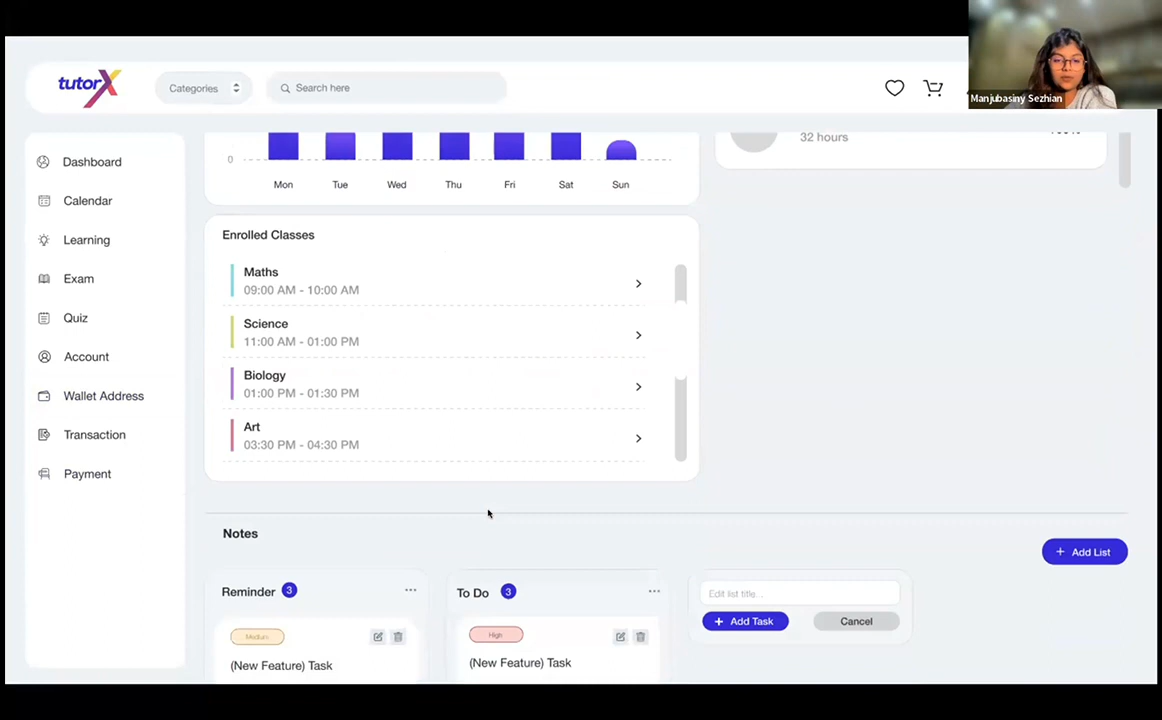 tutorX
Categories
Search here
Manjubasiny Sezhian
Dashboard
Calendar
Learning
Exam
Quiz
Account
Wallet Address
Transaction
Payment
0
Mon Tue Wed Thu Fri Sat Sun
32 hours
Enrolled Classes
Maths
09:00 AM - 10:00 AM
Science
11:00 AM - 01:00 PM
Biology
01:00 PM - 01:30 PM
Art
03:30 PM - 04:30 PM
Notes
+ Add List
Reminder 3
Medium
(New Feature) Task
To Do 3
High
(New Feature) Task
Edit list title...
+ Add Task
Cancel